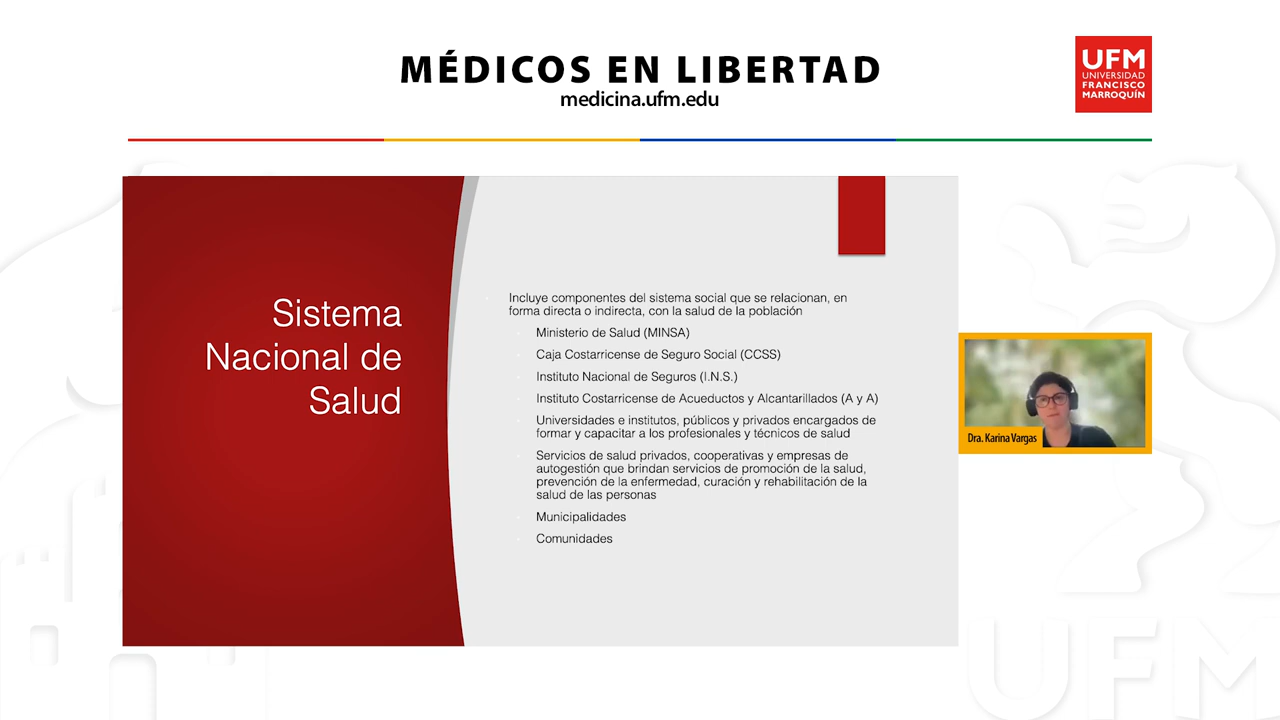 MÉDICOS EN LIBERTAD
medicina.ufm.edu
UFM
UNIVERSIDAD
FRANCISCO
MARROQUÍN
Sistema
Nacional de
Salud
Incluye componentes del sistema social que se relacionan, en
forma directa o indirecta, con la salud de la población
Ministerio de Salud (MINSA)
Caja Costarricense de Seguro Social (CCSS)
Instituto Nacional de Seguros (I.N.S.)
Instituto Costarricense de Acueductos y Alcantarillados (A y A)
Universidades e institutos, públicos y privados encargados de
formar y capacitar a los profesionales y técnicos de salud
Servicios de salud privados, cooperativas y empresas de
autogestión que brindan servicios de promoción de la salud,
prevención de la enfermedad, curación y rehabilitación de la
salud de las personas
Municipalidades
Comunidades
Dra. Karina Vargas
UFM